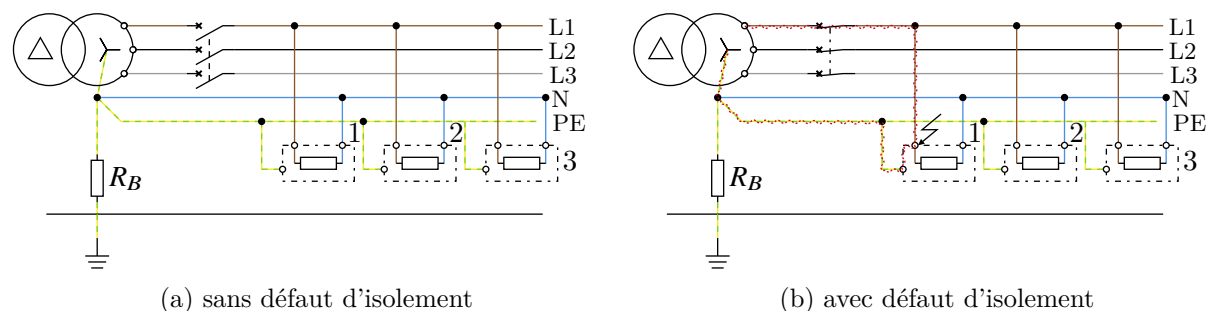 L1
L2
L3
N
PE
1
2
3
R_B
(a) sans défaut d'isolement
L1
L2
L3
N
PE
1
2
3
R_B
(b) avec défaut d'isolement